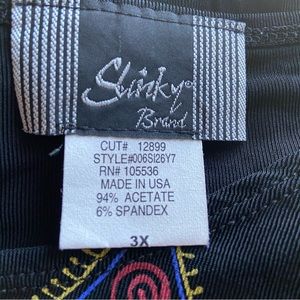 Slinky
Brand
CUT# 12899
STYLE#006SI26Y7
RN# 105536
MADE IN USA
94% ACETATE
6% SPANDEX
3X